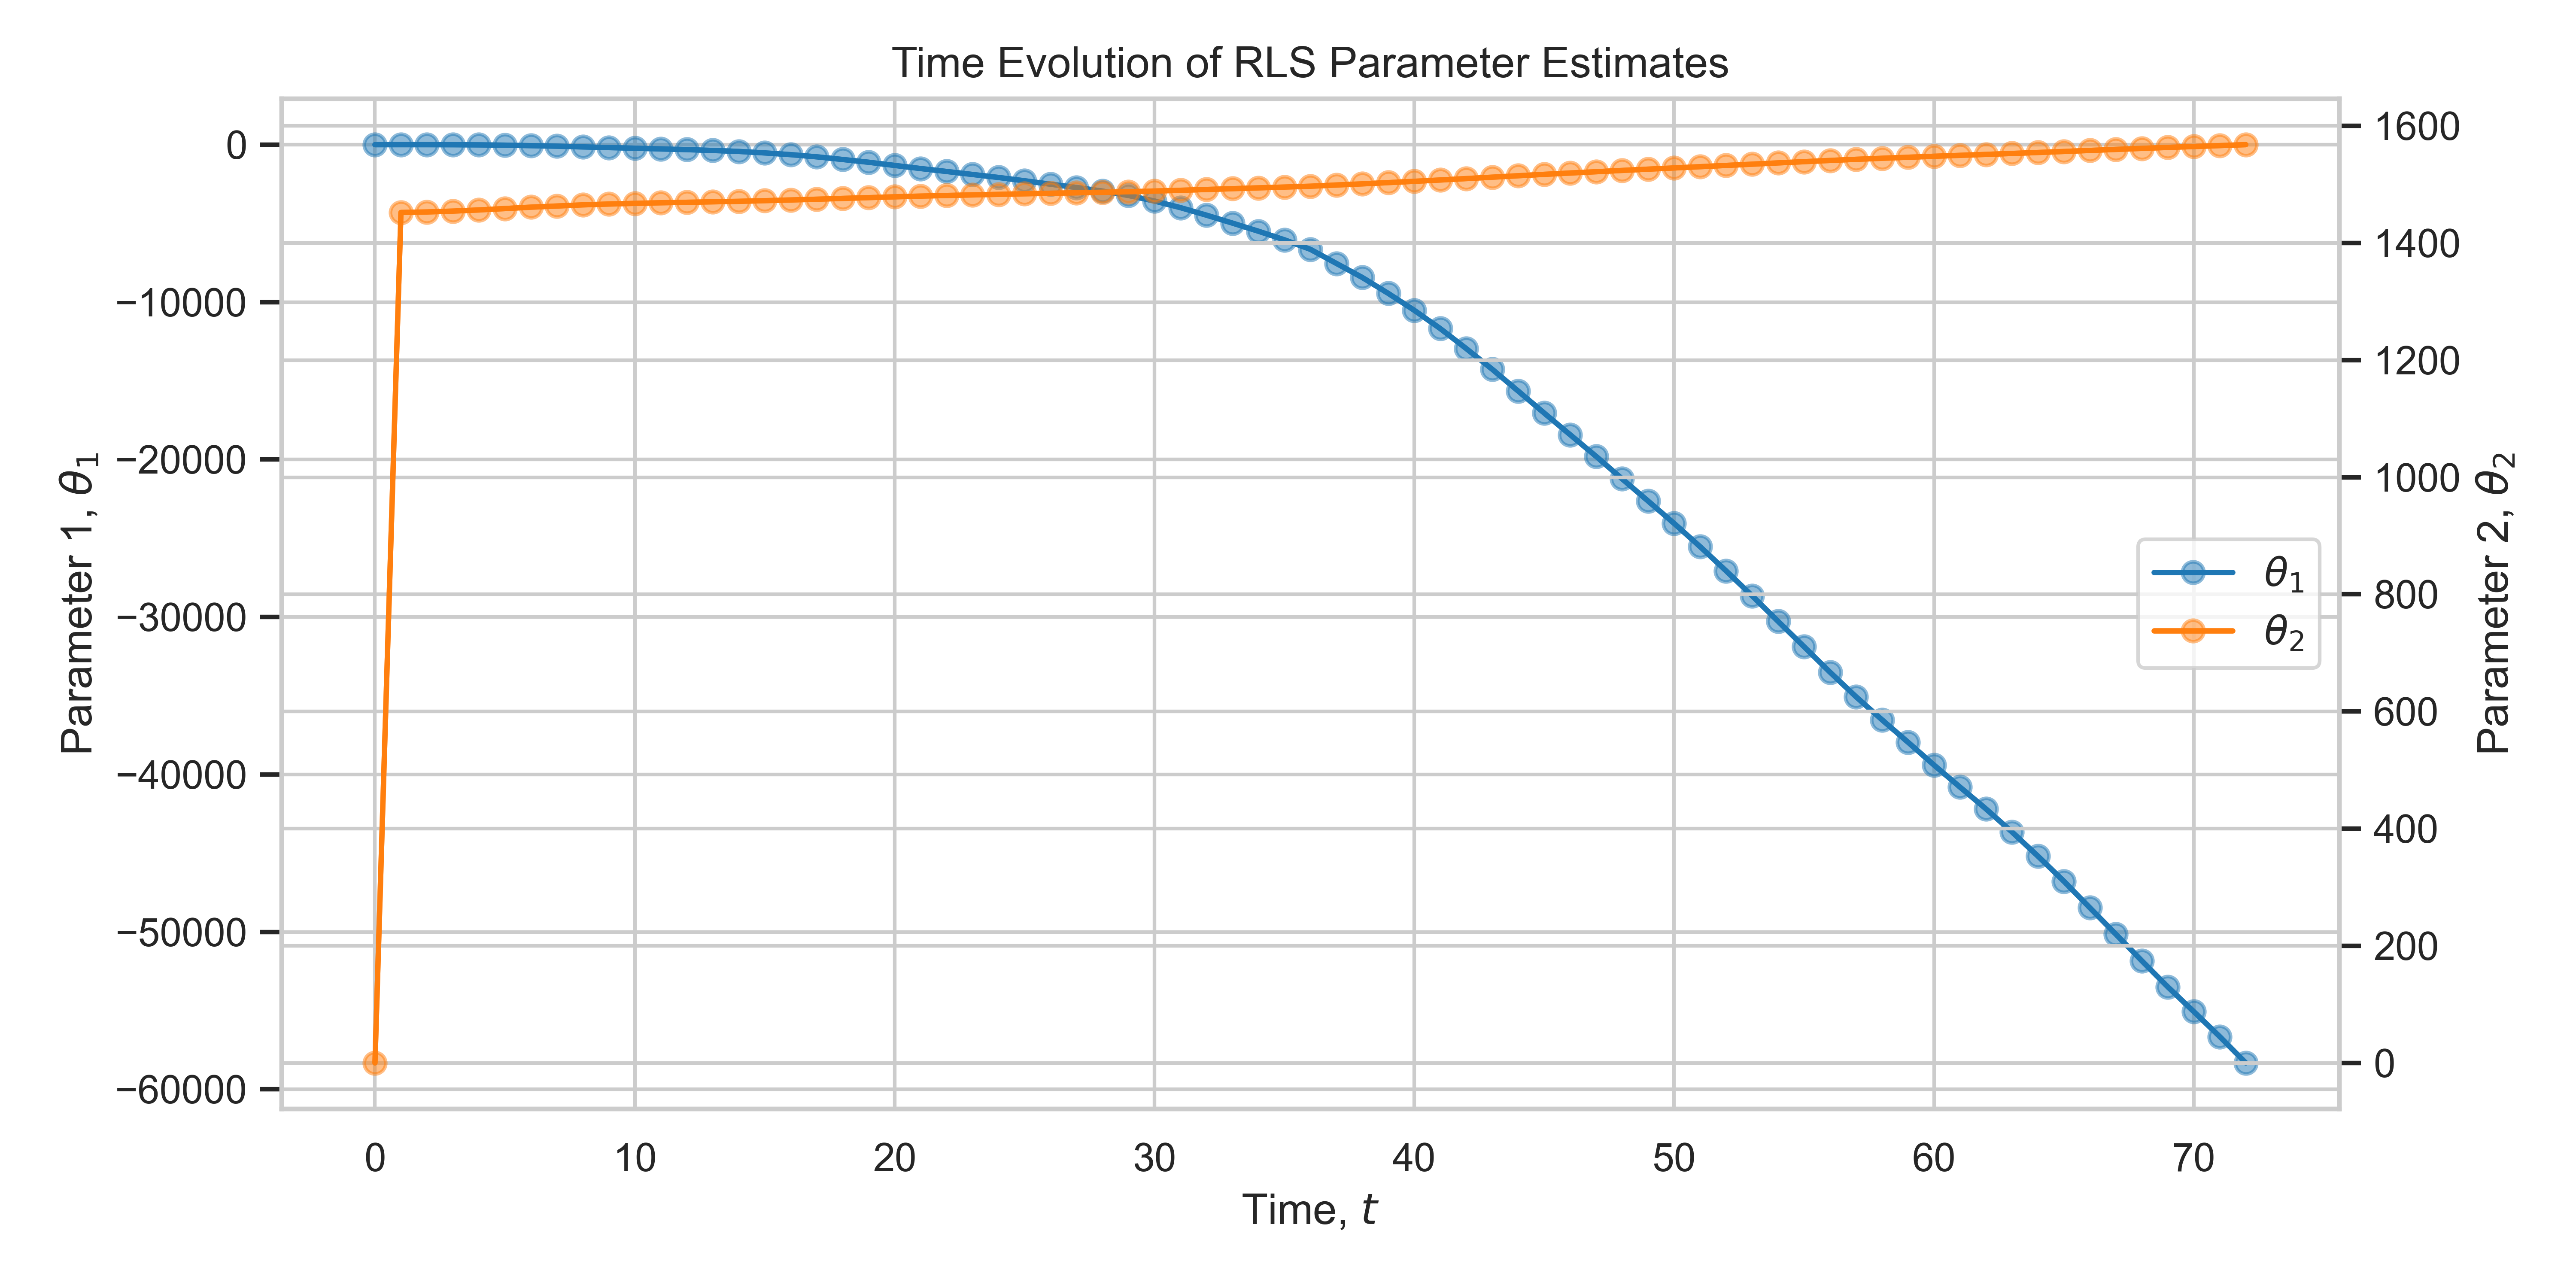 Time Evolution of RLS Parameter Estimates
0
−10000
−20000
−30000
−40000
−50000
−60000
Parameter 1, θ₁
1600
1400
1200
1000
800
600
400
200
0
Parameter 2, θ₂
θ₁
θ₂
0 10 20 30 40 50 60 70
Time, t